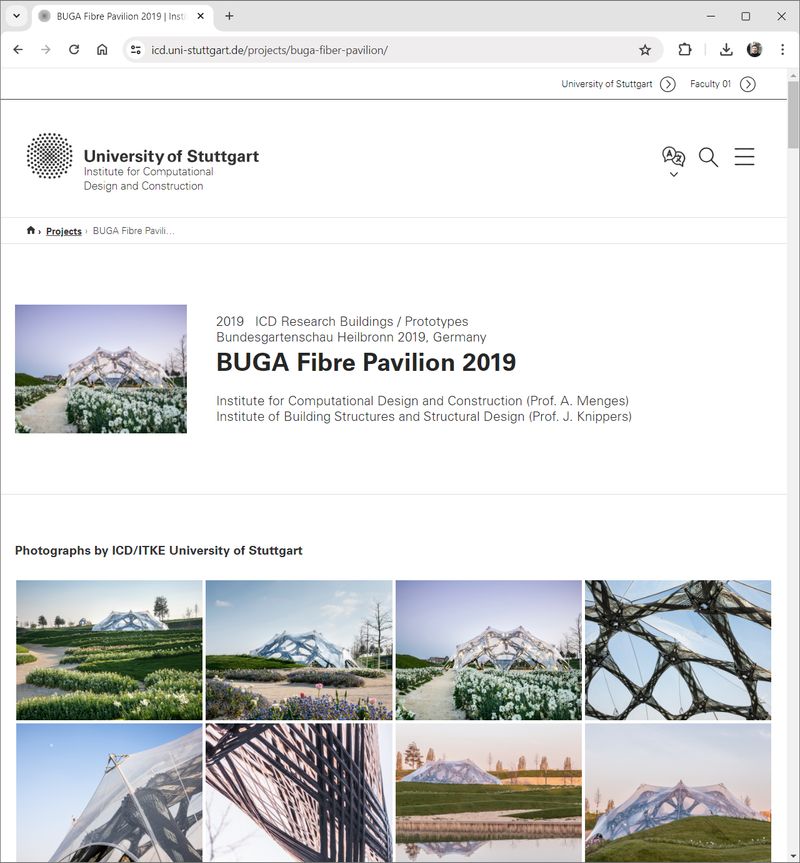 BUGA Fibre Pavilion 2019 | Insti
icd.uni-stuttgart.de/projects/buga-fiber-pavilion/
University of Stuttgart
Faculty 01
University of Stuttgart
Institute for Computational
Design and Construction
A
Z
Projects › BUGA Fibre Pavili...
2019 ICD Research Buildings / Prototypes
Bundesgartenschau Heilbronn 2019, Germany
BUGA Fibre Pavilion 2019
Institute for Computational Design and Construction (Prof. A. Menges)
Institute of Building Structures and Structural Design (Prof. J. Knippers)
Photographs by ICD/ITKE University of Stuttgart